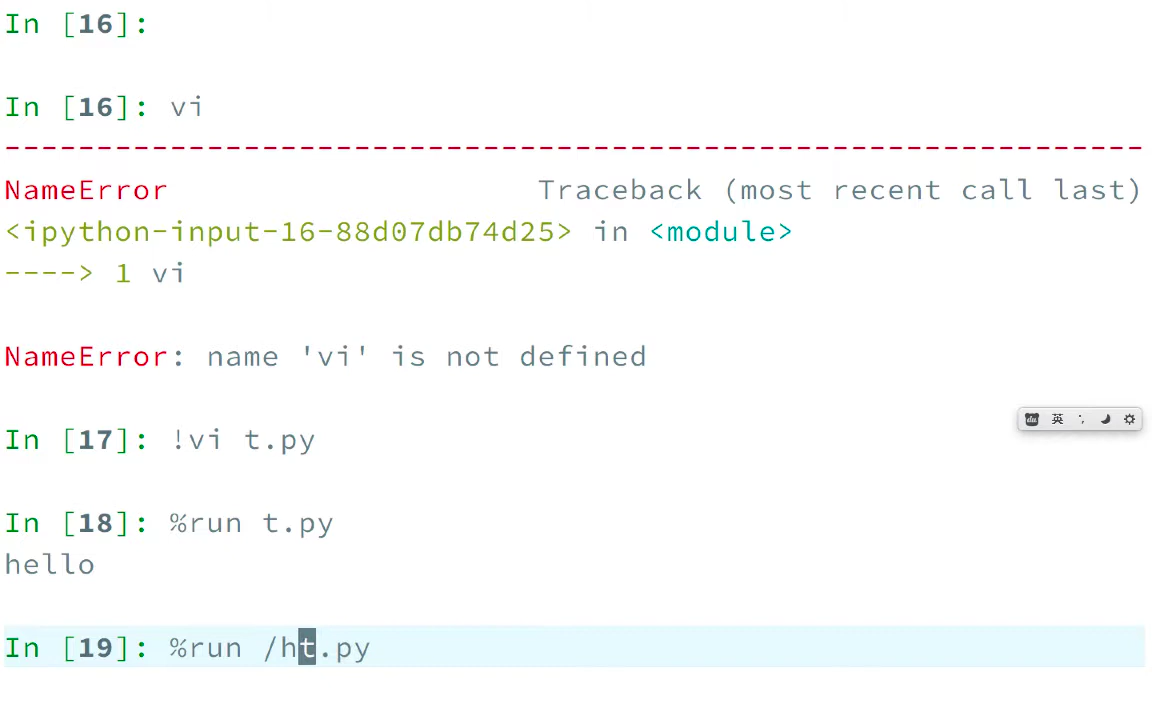 In [16]:
In [16]: vi
---------------------------------------------------------------
NameError Traceback (most recent call last)
<ipython-input-16-88d07db74d25> in <module>
----> 1 vi
NameError: name 'vi' is not defined
In [17]: !vi t.py
du 英 ·,
In [18]: %run t.py
hello
In [19]: %run /ht.py